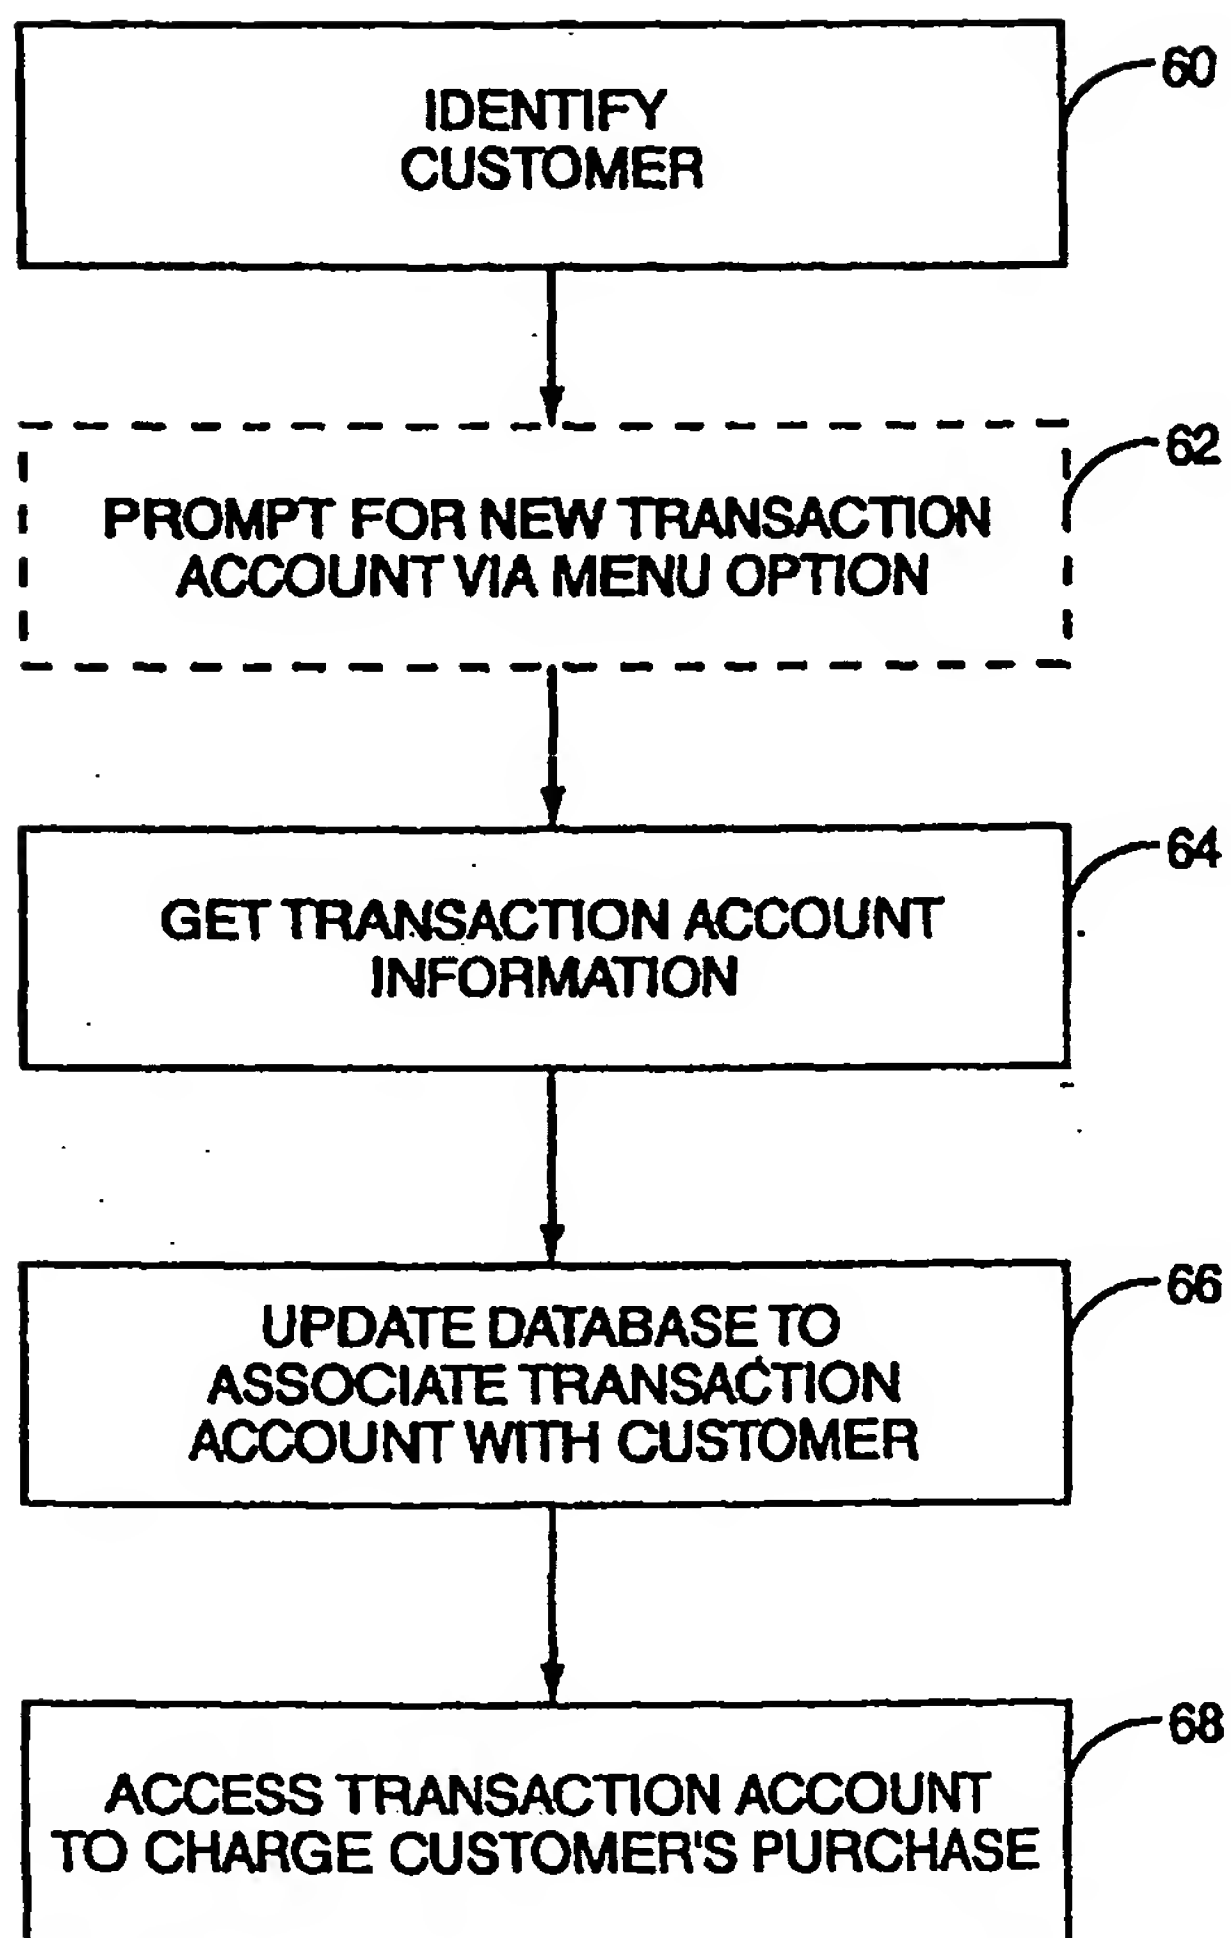 IDENTIFY
CUSTOMER
60
PROMPT FOR NEW TRANSACTION
ACCOUNT VIA MENU OPTION
62
GET TRANSACTION ACCOUNT
INFORMATION
64
UPDATE DATABASE TO
ASSOCIATE TRANSACTION
ACCOUNT WITH CUSTOMER
66
ACCESS TRANSACTION ACCOUNT
TO CHARGE CUSTOMER'S PURCHASE
68